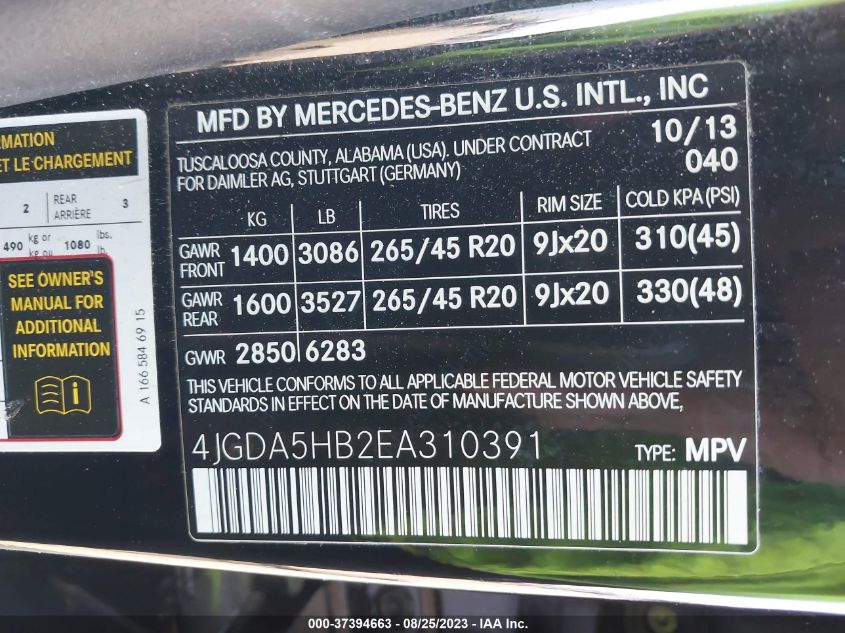 RMATION
ET LE CHARGEMENT
2 REAR ARRIÈRE 3
490 kg or kg ou 1080 lbs. lb.
SEE OWNER'S
MANUAL FOR
ADDITIONAL
INFORMATION
i
A 166 584 69 15
MFD BY MERCEDES-BENZ U.S. INTL., INC
TUSCALOOSA COUNTY, ALABAMA (USA). UNDER CONTRACT 10/13
FOR DAIMLER AG, STUTTGART (GERMANY) 040
KG LB TIRES RIM SIZE COLD KPA(PSI)
GAWR FRONT 1400 3086 265/45 R20 9Jx20 310(45)
GAWR REAR 1600 3527 265/45 R20 9Jx20 330(48)
GVWR 2850 6283
THIS VEHICLE CONFORMS TO ALL APPLICABLE FEDERAL MOTOR VEHICLE SAFETY
STANDARDS IN EFFECT ON THE DATE OF MANUFACTURE SHOWN ABOVE,
4JGDA5HB2EA310391 TYPE: MPV
000-37394663 - 08/25/2023 - IAA Inc.